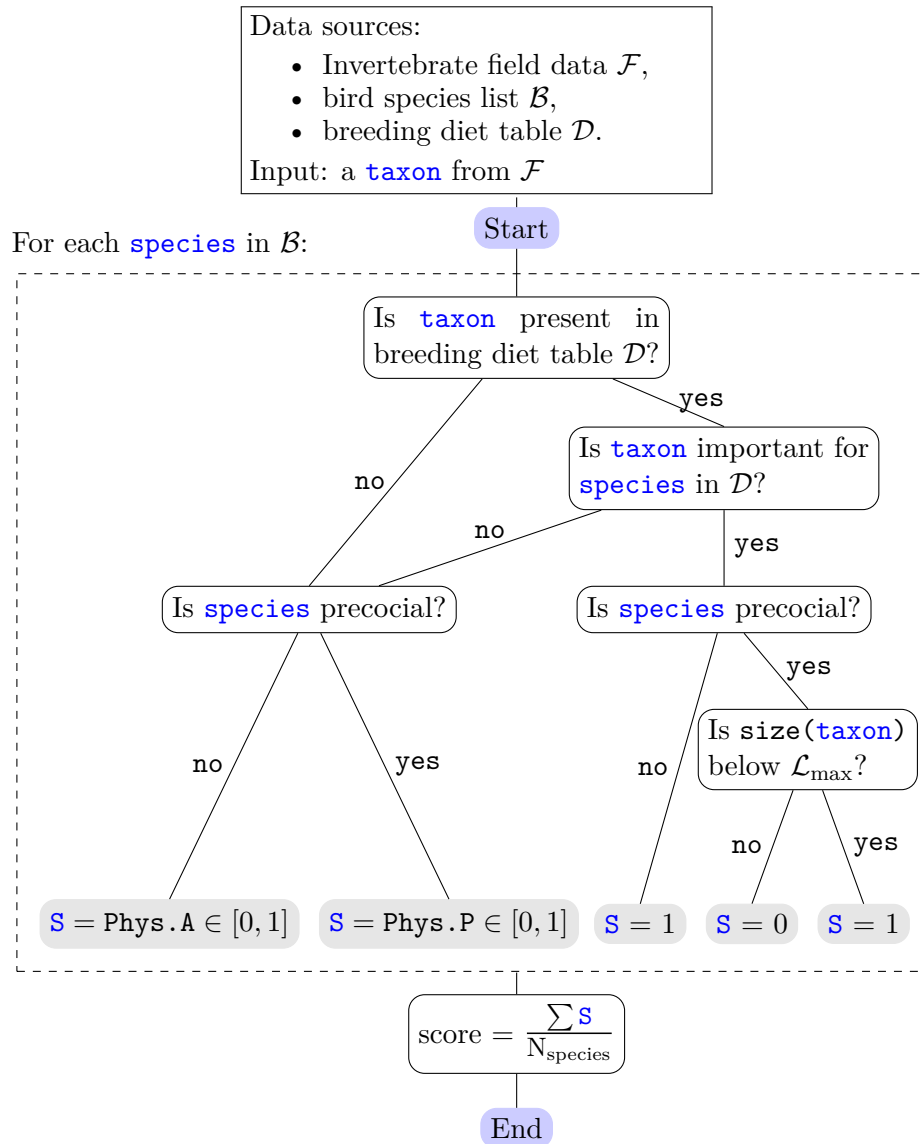 Data sources:
• Invertebrate field data ℱ,
• bird species list ℬ,
• breeding diet table 𝒟.
Input: a taxon from ℱ
Start
For each species in ℬ:
Is taxon present in
breeding diet table 𝒟?
yes
Is taxon important for
species in 𝒟?
no
no
yes
Is species precocial?
Is species precocial?
yes
Is size(taxon)
below ℒmax?
no
yes
no
no
yes
S = Phys.A ∈ [0, 1]
S = Phys.P ∈ [0, 1]
S = 1
S = 0
S = 1
score = ∑ S / Nspecies
End